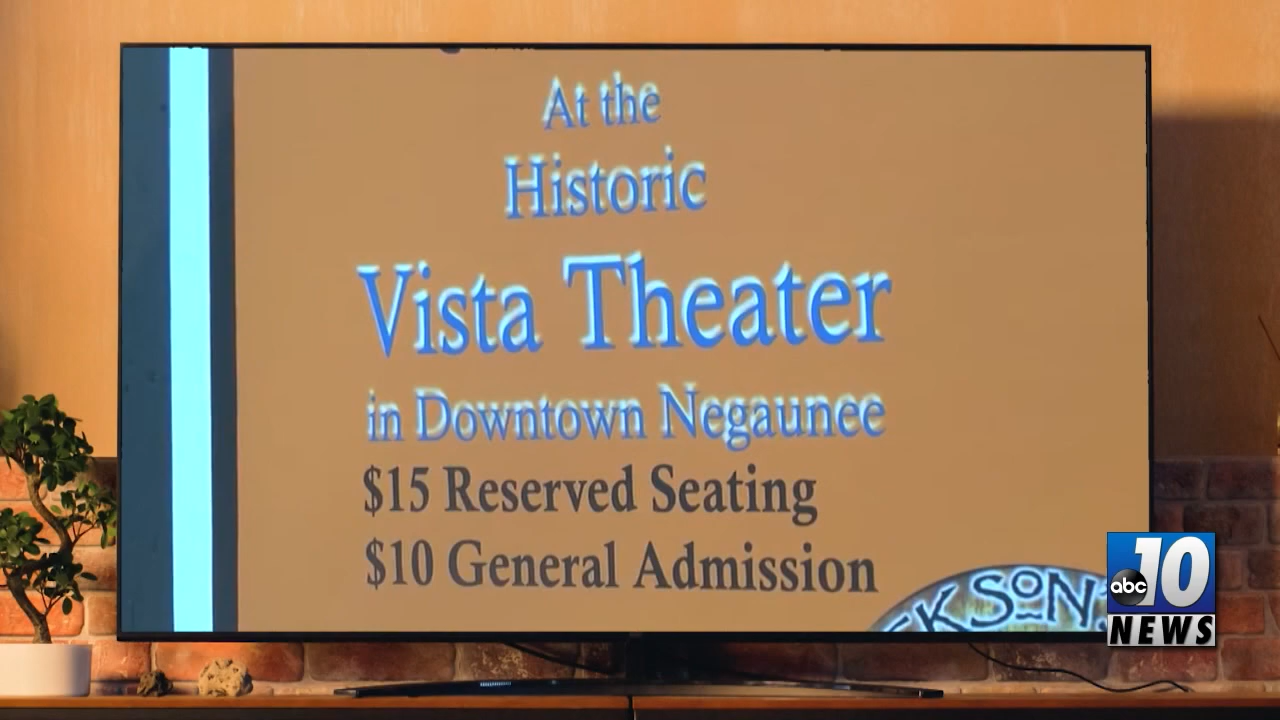 At the
Historic
Vista Theater
in Downtown Negaunee
$15 Reserved Seating
$10 General Admission
abc 10
NEWS